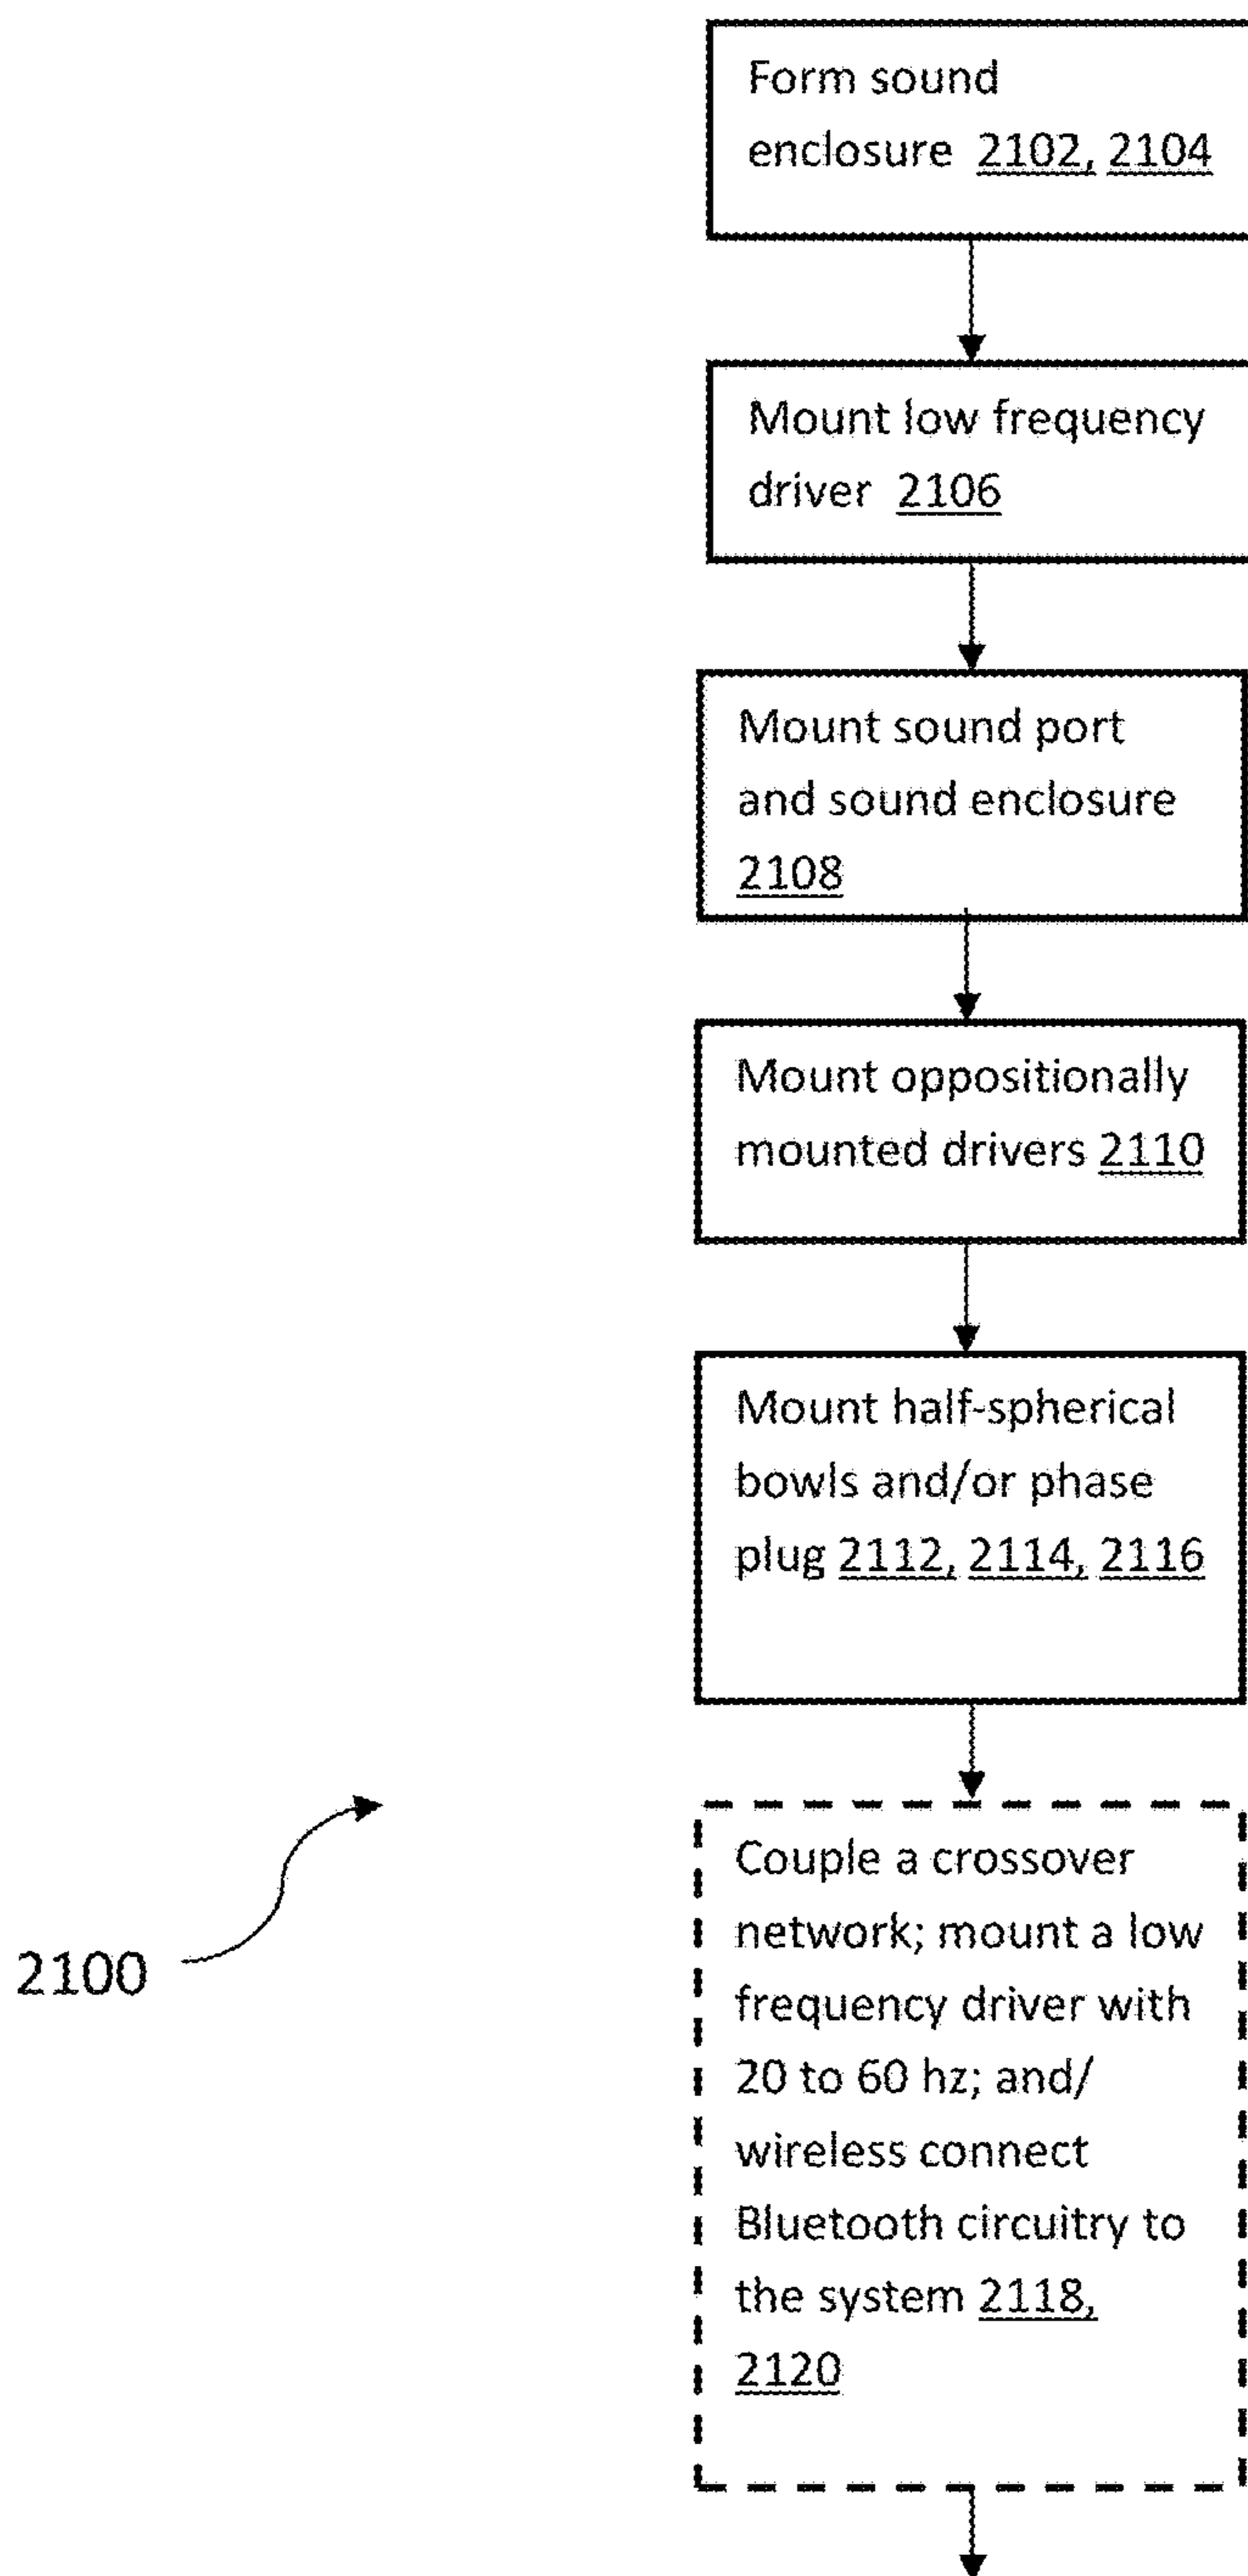 Form sound
enclosure 2102, 2104
Mount low frequency
driver 2106
Mount sound port
and sound enclosure
2108
Mount oppositionally
mounted drivers 2110
Mount half-spherical
bowls and/or phase
plug 2112, 2114, 2116
Couple a crossover
network; mount a low
frequency driver with
20 to 60 hz; and/
wireless connect
Bluetooth circuitry to
the system 2118,
2120
2100